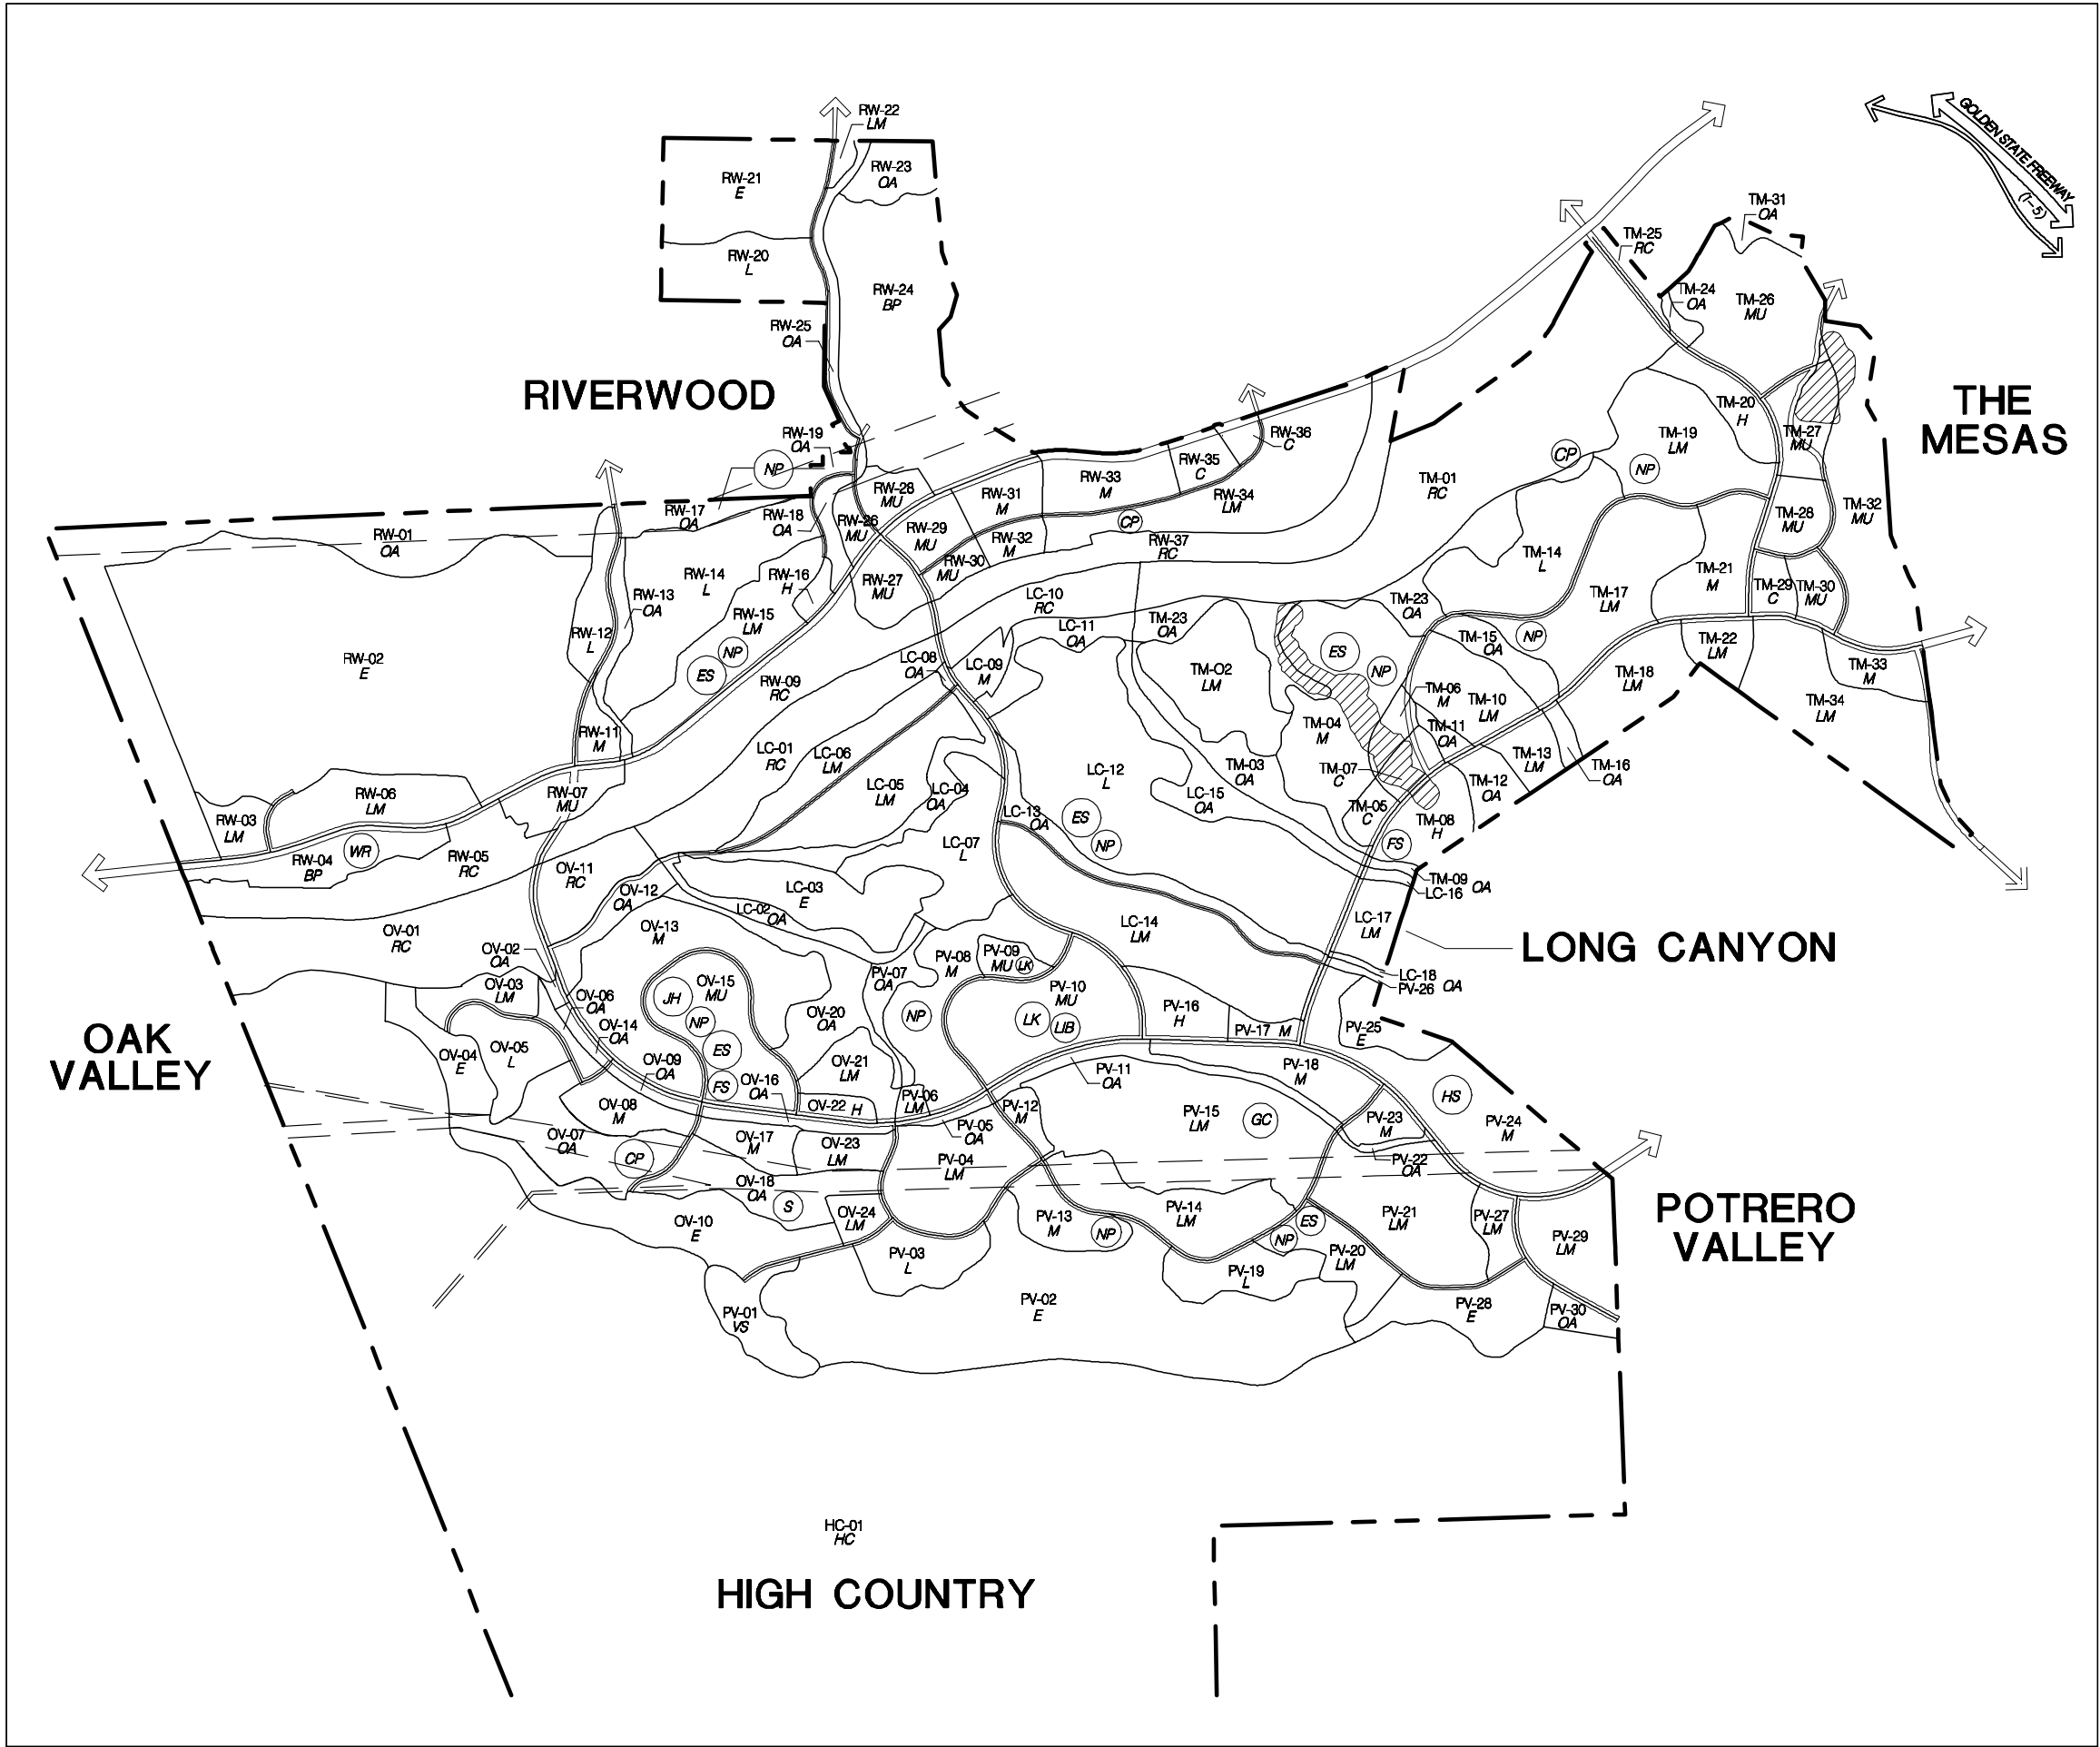 RW-22
LM
RW-21
E
RW-23
OA
RW-20
L
RW-24
BP
RW-25
OA
GOLDEN STATE FREEWAY
(I-5)
TM-31
OA
TM-25
RC
TM-24
OA
TM-26
MU
RIVERWOOD
THE
MESAS
RW-19
OA
NP
RW-36
C
RW-35
C
RW-33
M
RW-34
LM
RW-31
M
RW-28
MU
RW-29
MU
RW-32
M
RW-30
MU
RW-26
MU
RW-27
MU
CP
RW-37
RC
TM-01
RC
CP
TM-19
LM
NP
TM-20
H
TM-27
MU
TM-32
MU
TM-28
MU
TM-14
L
TM-21
M
TM-17
LM
TM-29
C
TM-30
MU
RW-01
OA
RW-17
OA
RW-18
OA
RW-14
L
RW-16
H
RW-13
OA
RW-15
LM
NP
ES
RW-12
L
RW-02
E
RW-09
RC
RW-11
M
RW-07
MU
RW-06
LM
RW-03
LM
RW-04
BP
WR
RW-05
RC
LC-10
RC
LC-11
OA
LC-08
OA
LC-09
M
LC-01
RC
LC-06
LM
LC-05
LM
LC-04
OA
LC-13
OA
LC-12
L
ES
NP
LC-07
L
LC-03
E
LC-02
OA
LC-14
LM
LC-15
OA
TM-23
OA
TM-O2
LM
TM-03
OA
ES
NP
TM-04
M
TM-07
C
TM-05
C
TM-23
OA
TM-15
OA
NP
TM-06
M
TM-10
LM
TM-11
OA
TM-13
LM
TM-12
OA
TM-16
OA
TM-08
H
FS
TM-18
LM
TM-22
LM
TM-33
M
TM-34
LM
TM-09
LC-16 OA
LC-17
LM
LONG CANYON
LC-18
PV-26 OA
OV-11
RC
OV-12
OA
OV-01
RC
OV-02
OA
OV-13
M
OV-03
LM
OV-06
OA
OV-14
OA
OV-04
E
OV-05
L
OV-15
MU
JH
NP
ES
FS
OV-20
OA
OV-21
LM
OV-09
OA
OV-16
OA
OV-22 H
OV-08
M
OV-07
OA
CP
OV-17
M
OV-23
LM
OV-18
OA
S
OV-24
LM
OV-10
E
OAK
VALLEY
PV-07
OA
PV-08
M
PV-09
MU
LK
NP
PV-10
MU
LK
LIB
PV-16
H
PV-17 M
PV-25
E
PV-18
M
PV-11
OA
PV-06
LM
PV-05
OA
PV-12
M
PV-04
LM
PV-15
LM
GC
PV-23
M
PV-22
OA
HS
PV-24
M
PV-13
M
NP
PV-14
LM
ES
NP
PV-21
LM
PV-27
LM
PV-29
LM
PV-20
LM
PV-19
L
PV-28
E
PV-30
OA
PV-03
L
PV-02
E
PV-01
VS
POTRERO
VALLEY
HC-01
HC
HIGH COUNTRY